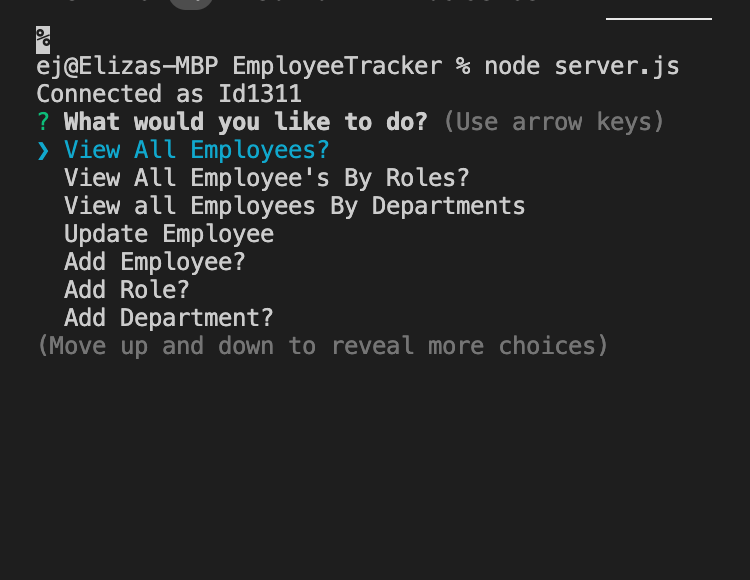 %
ej@Elizas-MBP EmployeeTracker % node server.js
Connected as Id1311
? What would you like to do? (Use arrow keys)
❯ View All Employees?
View All Employee's By Roles?
View all Employees By Departments
Update Employee
Add Employee?
Add Role?
Add Department?
(Move up and down to reveal more choices)